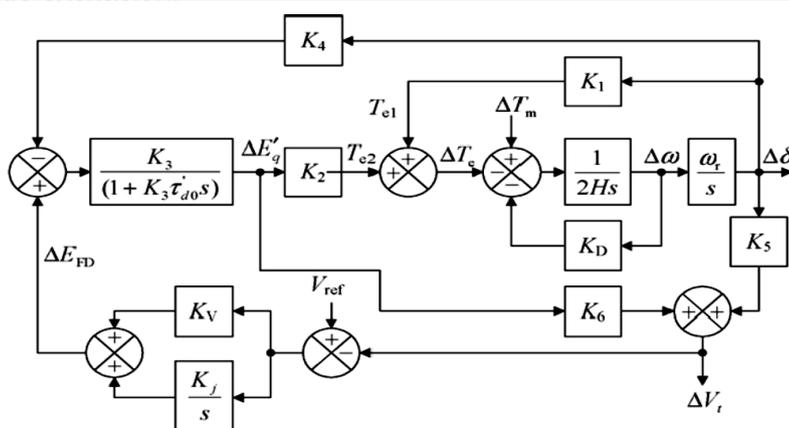 K4
K1
Te1
ΔTm
−
+
K3
(1 + K3τ'd0s)
ΔE'q
K2
Te2
+
+
ΔTe
+
−
−
1
2Hs
Δω
ωr
s
Δδ
KD
K5
ΔEFD
KV
Vref
K6
+
+
+
+
+
−
Kj
s
ΔVt